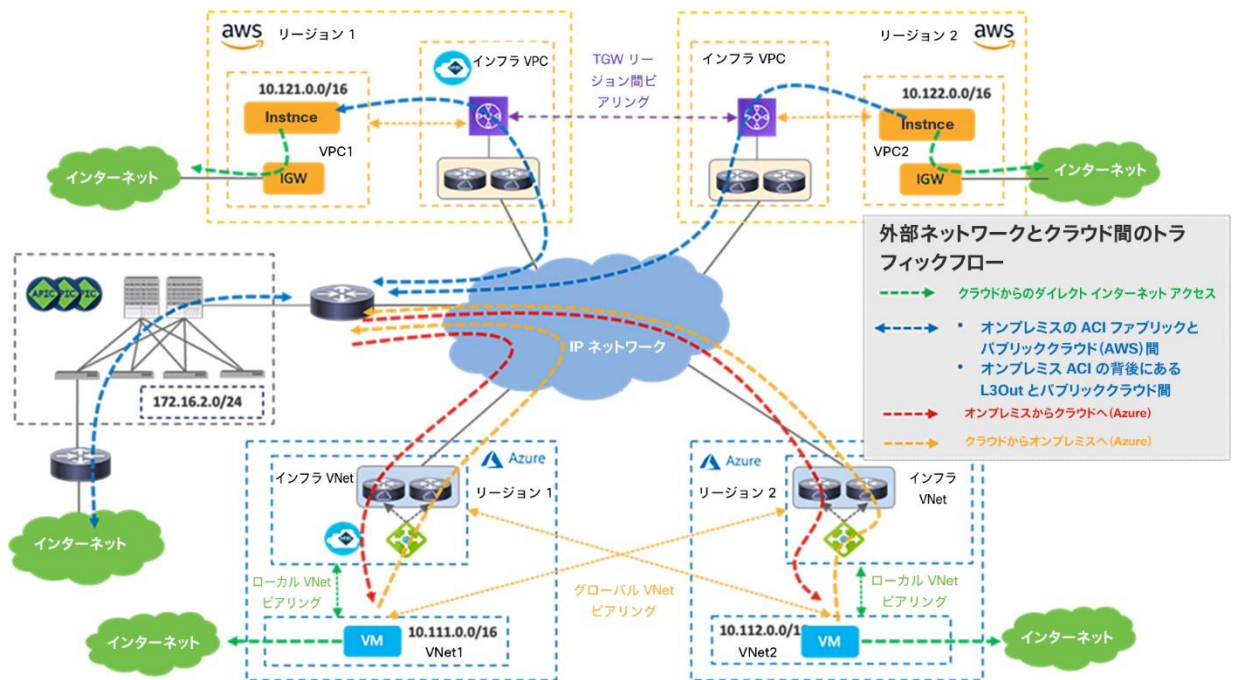 aws
リージョン 1
インフラ VPC
10.121.0.0/16
Instnce
VPC1
IGW
インターネット
TGW リー
ジョン間ピ
アリング
リージョン 2
aws
インフラ VPC
10.122.0.0/16
Instnce
VPC2
IGW
インターネット
外部ネットワークとクラウド間のトラ
フィックフロー
クラウドからのダイレクト インターネット アクセス
• オンプレミスの ACI ファブリックと
パブリッククラウド(AWS)間
• オンプレミス ACI の背後にある
L3Out とパブリッククラウド間
オンプレミスからクラウドへ(Azure)
クラウドからオンプレミスへ(Azure)
APIC
PIC
PIC
172.16.2.0/24
インターネット
IP ネットワーク
インフラ VNet
Azure
リージョン 1
ローカル VNet
ピアリング
インターネット
VM
10.111.0.0/16
VNet1
グローバル VNet
ピアリング
Azure
リージョン 2
インフラ
VNet
ローカル VNet
ピアリング
10.112.0.0/1
VNet2
VM
インターネット